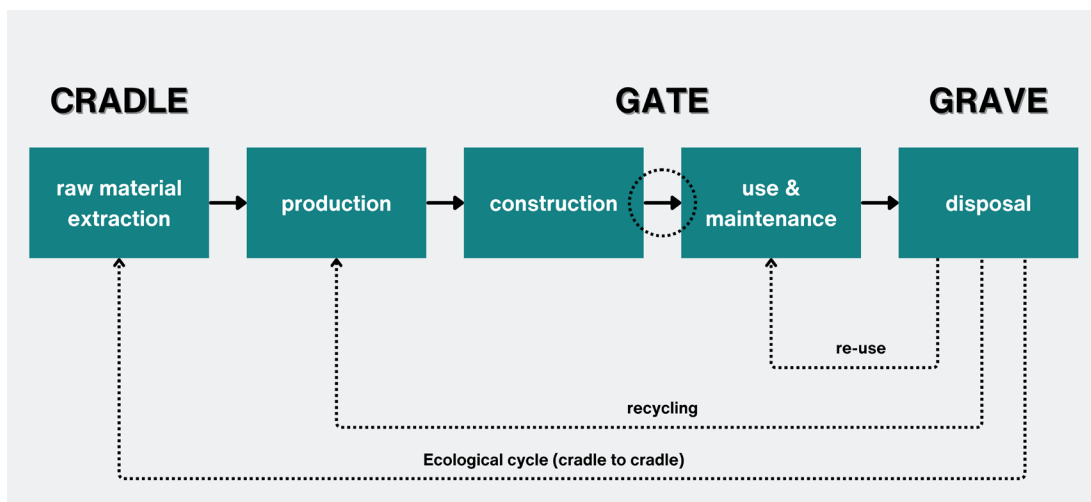 CRADLE
GATE
GRAVE
raw material
extraction
production
construction
use &
maintenance
disposal
re-use
recycling
Ecological cycle (cradle to cradle)